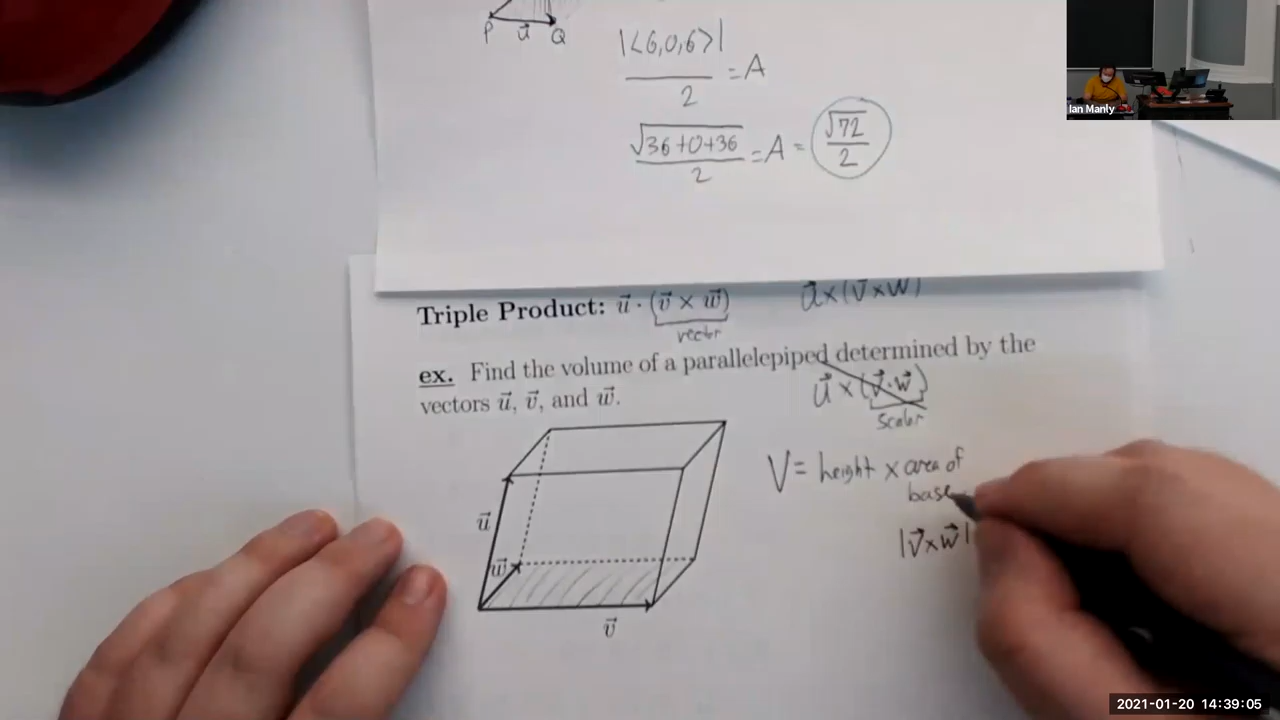 P u⃗ Q
|<6,0,6>|
2
=A
√36+0+36
2
=A=
√72
2
Ian Manly
Triple Product: u⃗ · (v⃗ × w⃗)
vector
u⃗×(v⃗×w⃗)
ex. Find the volume of a parallelepiped determined by the
vectors u⃗, v⃗, and w⃗.
u⃗ × (v⃗·w⃗)
scalar
V= height × area of
base
|v⃗×w⃗|
u⃗
w⃗
v⃗
2021-01-20 14:39:05